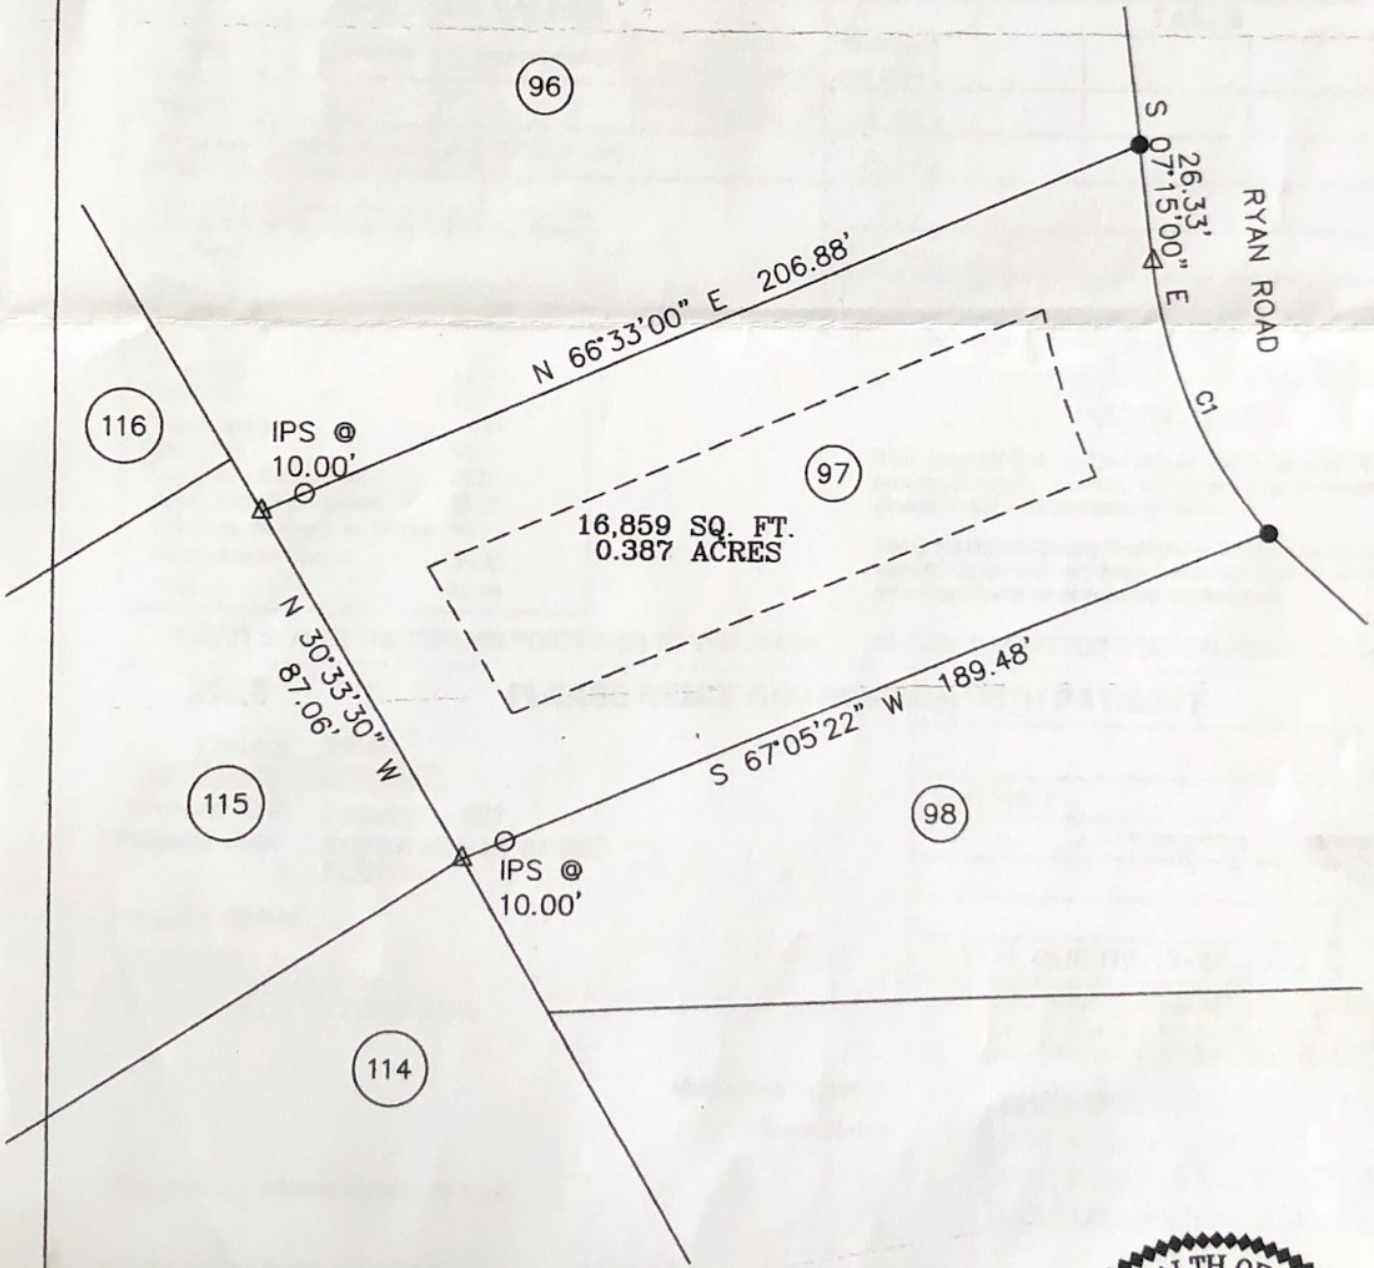 96
S 07°15'00" E
26.33'
RYAN ROAD
N 66°33'00" E 206.88'
C1
116
IPS @
10.00'
97
16,859 SQ. FT.
0.387 ACRES
N 30°33'30" W
87.06'
S 67°05'22" W 189.48'
115
98
IPS @
10.00'
114
ALTH OF